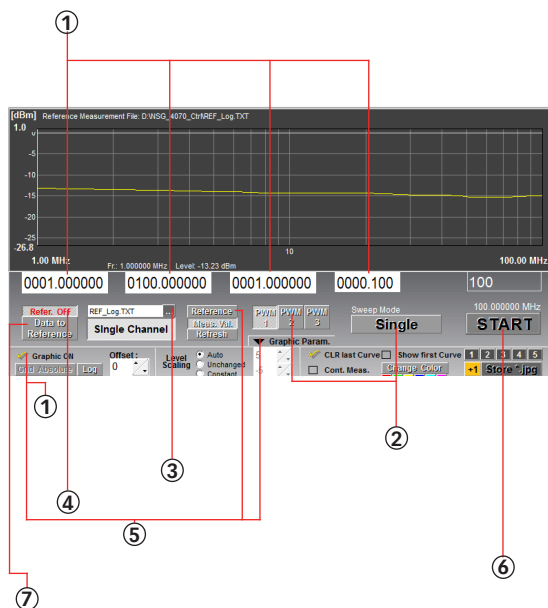 ①
[dBm] Reference Measurement File: D:\NSG_4070_Ctrl\REF_Log.TXT
1.0
0
-5
-10
-15
-20
-25
-26.8
10
1.00 MHz Fr.: 1.000000 MHz Level: -13.23 dBm 100.00 MHz
0001.000000 0100.000000 0001.000000 0000.100 100
Refer. Off REF_Log.TXT ... Reference PWM 1 PWM 2 PWM 3 Sweep Mode 100.000000 MHz
Data to Reference Single Channel Meas. Val. Single START
Refresh
Graphic Param.
Graphic ON Offset : Level Scaling Auto 5 CLR last Curve Show first Curve 1 2 3 4 5
Grid Absolute Log 0 Unchanged -5 Cont. Meas. Change Color +1 Store *.jpg
Constant
① ②
④ ③
⑤ ⑥
⑦